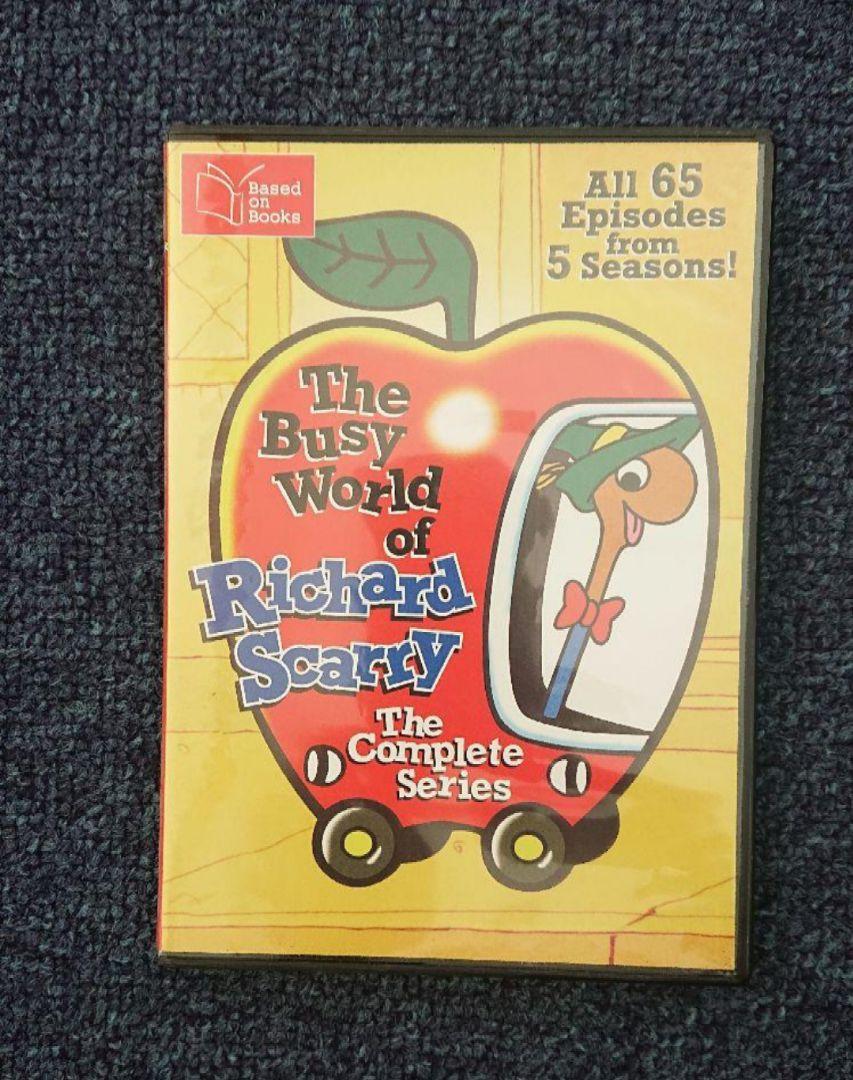 Based
on
Books
All 65
Episodes
from
5 Seasons!
The
Busy
World
of
Richard
Scarry
The
Complete
Series